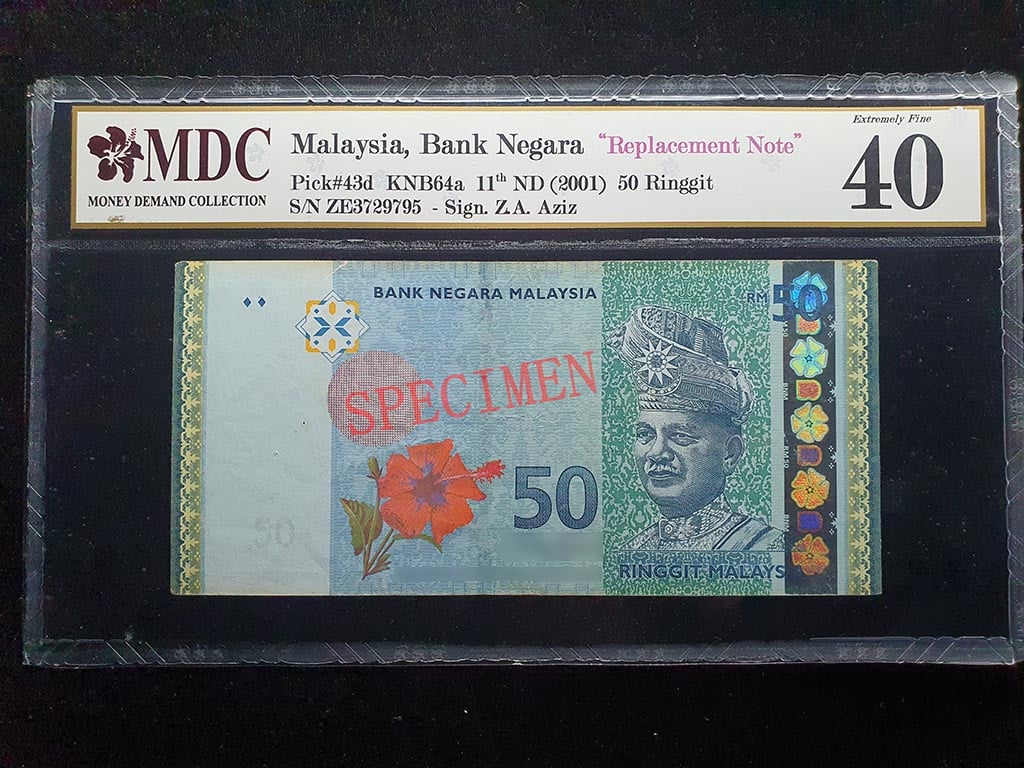 MDC
MONEY DEMAND COLLECTION
Malaysia, Bank Negara "Replacement Note"
Pick#43d KNB64a 11th ND (2001) 50 Ringgit
S/N ZE3729795 - Sign. Z.A. Aziz
Extremely Fine
40
BANK NEGARA MALAYSIA
RM50
SPECIMEN
50
50
RINGGIT MALAYS